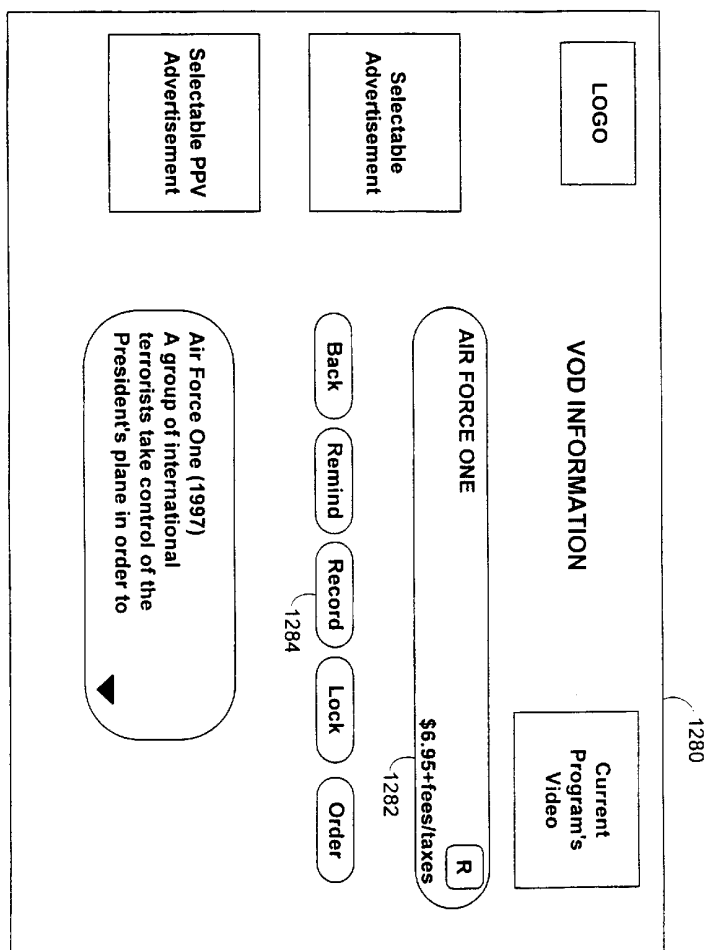 1280
LOGO
VOD INFORMATION
Current
Program's
Video
AIR FORCE ONE
R
$6.95+fees/taxes
1282
Selectable
Advertisement
Back
Remind
Record
Lock
Order
1284
Selectable PPV
Advertisement
Air Force One (1997)
A group of international
terrorists take control of the
President's plane in order to